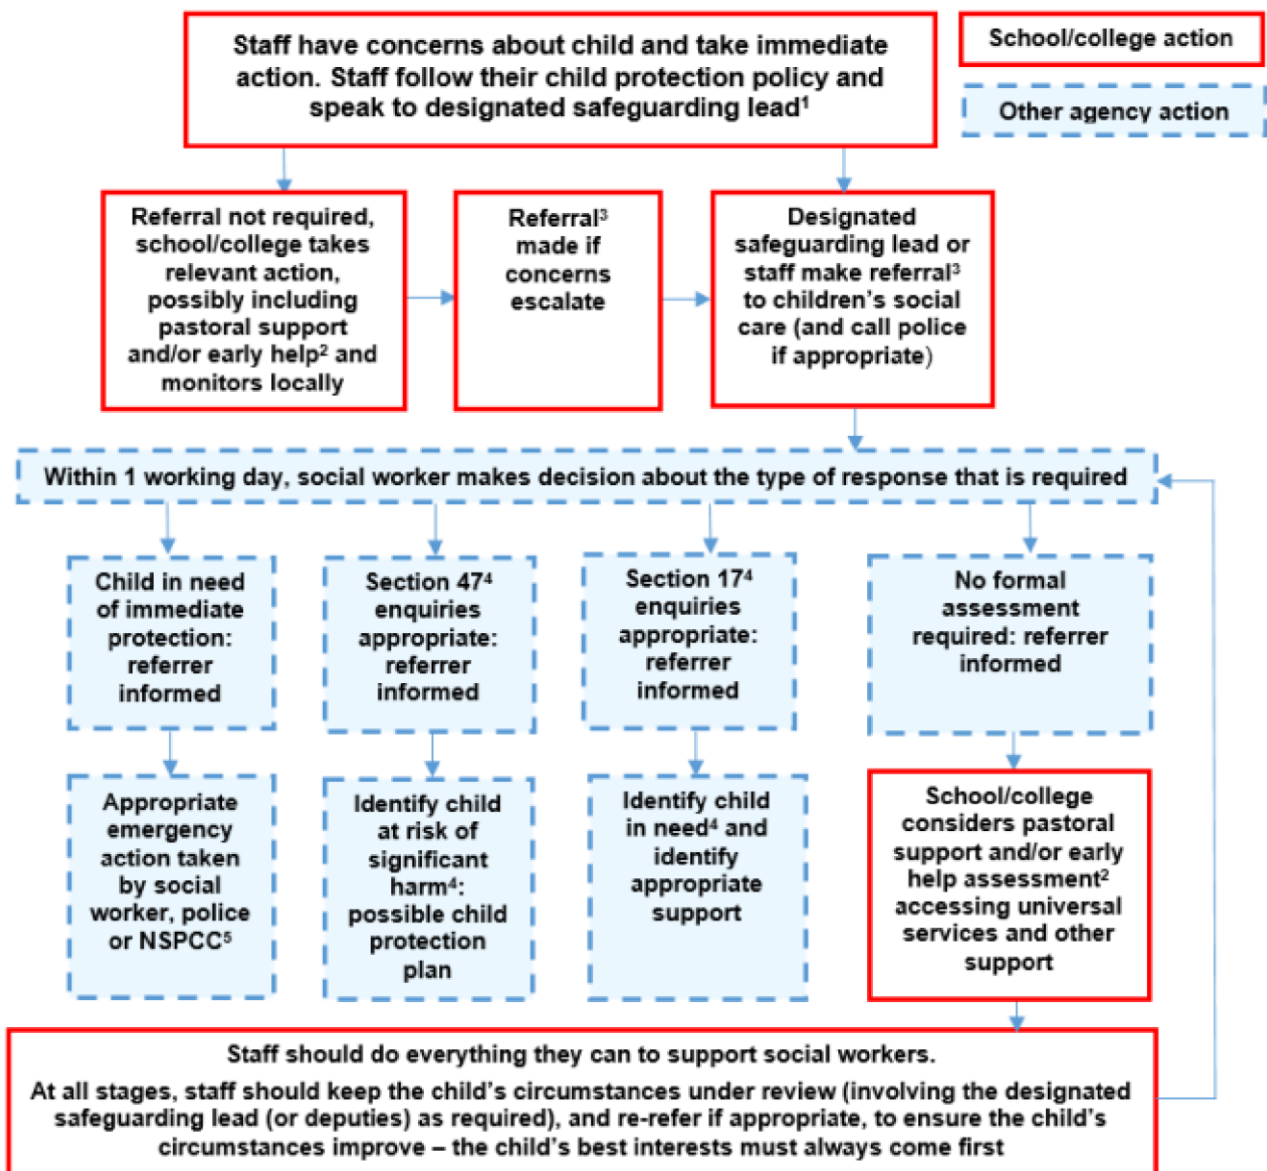 Staff have concerns about child and take immediate
action. Staff follow their child protection policy and
speak to designated safeguarding lead¹
School/college action
Other agency action
Referral not required,
school/college takes
relevant action,
possibly including
pastoral support
and/or early help² and
monitors locally
Referral³
made if
concerns
escalate
Designated
safeguarding lead or
staff make referral³
to children's social
care (and call police
if appropriate)
Within 1 working day, social worker makes decision about the type of response that is required
Child in need
of immediate
protection:
referrer
informed
Section 47⁴
enquiries
appropriate:
referrer
informed
Section 17⁴
enquiries
appropriate:
referrer
informed
No formal
assessment
required: referrer
informed
Appropriate
emergency
action taken
by social
worker, police
or NSPCC⁵
Identify child
at risk of
significant
harm⁴:
possible child
protection
plan
Identify child
in need⁴ and
identify
appropriate
support
School/college
considers pastoral
support and/or early
help assessment²
accessing universal
services and other
support
Staff should do everything they can to support social workers.
At all stages, staff should keep the child's circumstances under review (involving the designated
safeguarding lead (or deputies) as required), and re-refer if appropriate, to ensure the child's
circumstances improve – the child's best interests must always come first